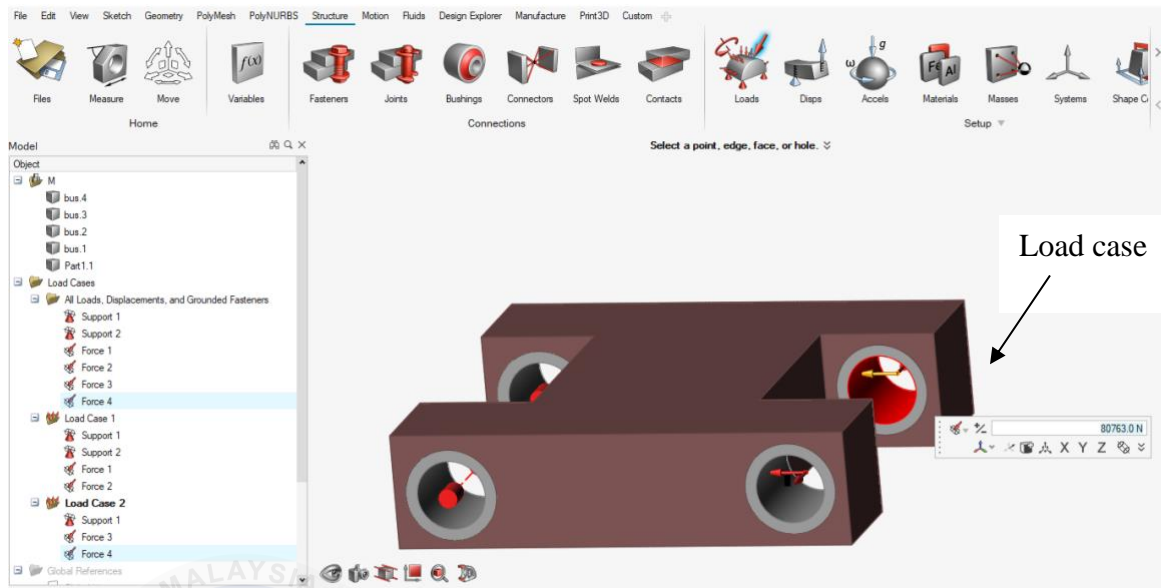 File Edit View Sketch Geometry PolyMesh PolyNURBS Structure Motion Fluids Design Explorer Manufacture Print3D Custom
f(x)
g
ω
Fe Al
Files Measure Move Variables Fasteners Joints Bushings Connectors Spot Welds Contacts Loads Disps Accels Materials Masses Systems Shape C
Home Connections Setup
Model
Select a point, edge, face, or hole.
Object
M
bus.4
bus.3
bus.2
bus.1
Part1.1
Load Cases
All Loads, Displacements, and Grounded Fasteners
Support 1
Support 2
Force 1
Force 2
Force 3
Force 4
Load Case 1
Support 1
Support 2
Force 1
Force 2
Load Case 2
Support 1
Force 3
Force 4
Global References
Load case
80763.0 N
X Y Z
MALAYS